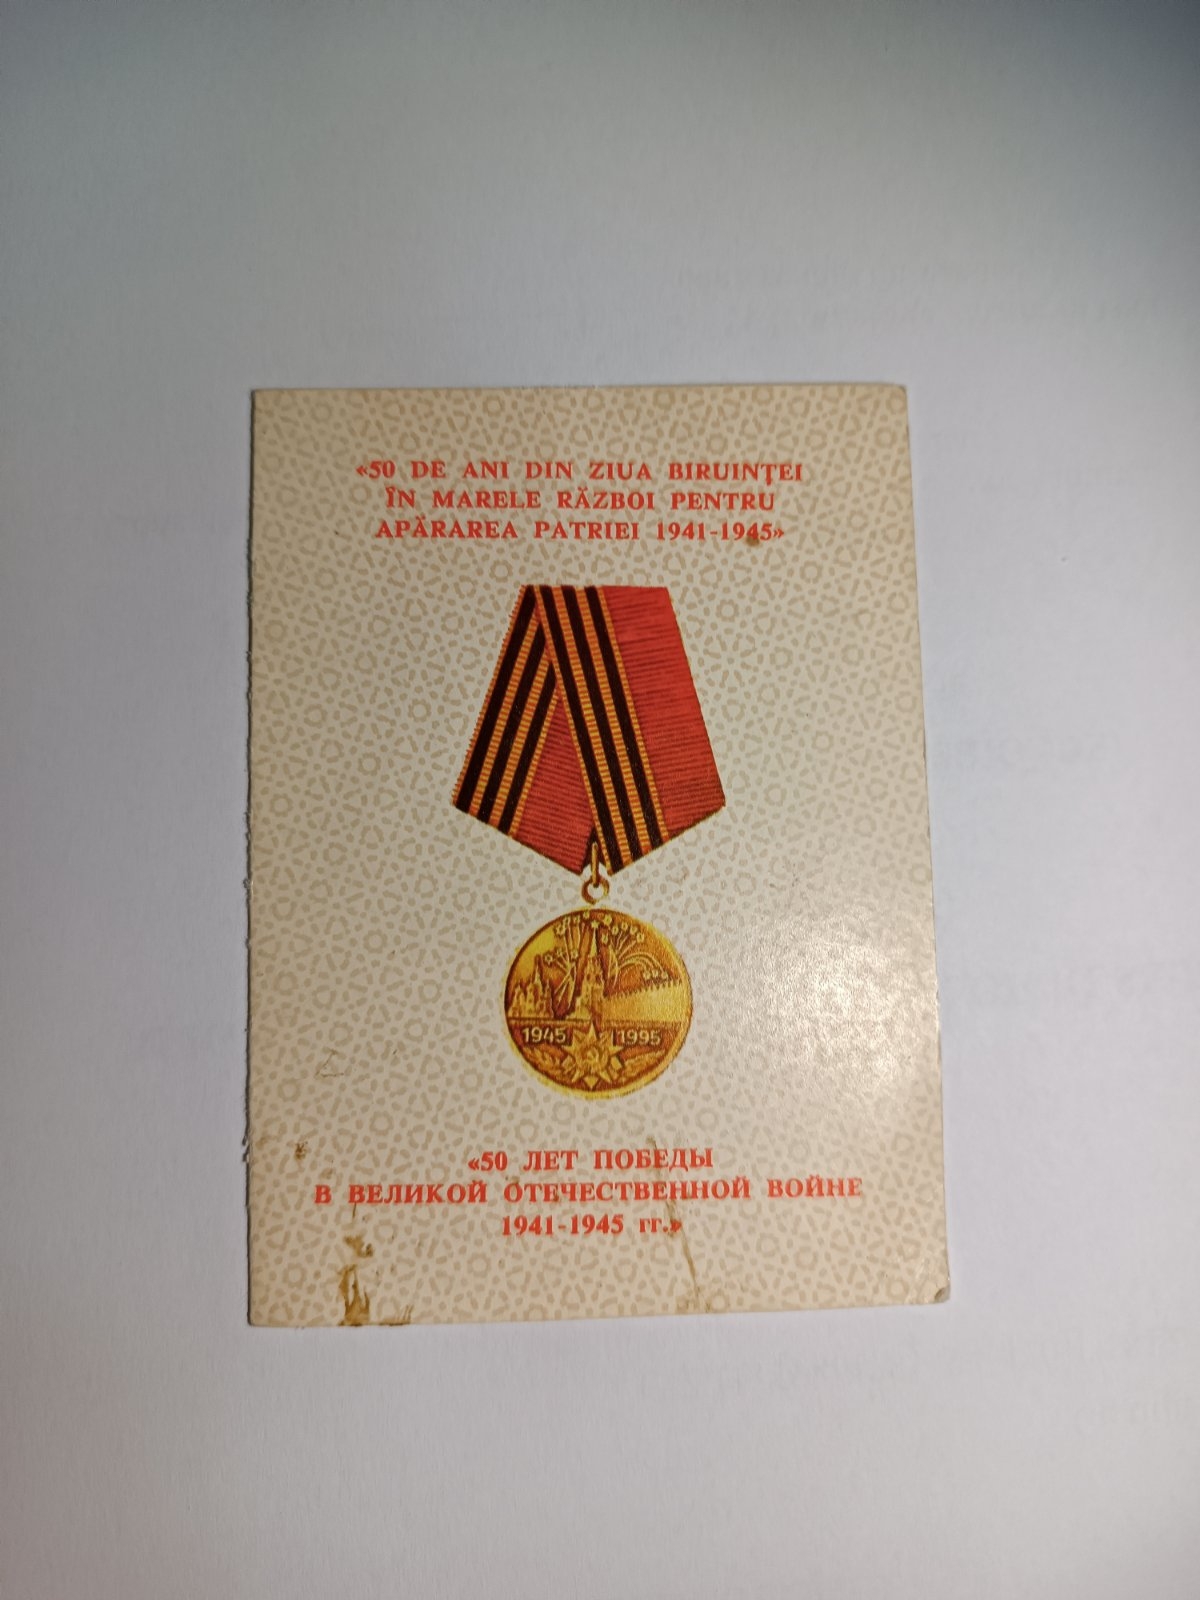 «50 DE ANI DIN ZIUA BIRUINŢEI
ÎN MARELE RĂZBOI PENTRU
APĂRAREA PATRIEI 1941-1945»
1945 1995
«50 ЛЕТ ПОБЕДЫ
В ВЕЛИКОЙ ОТЕЧЕСТВЕННОЙ ВОЙНЕ
1941-1945 гг.»